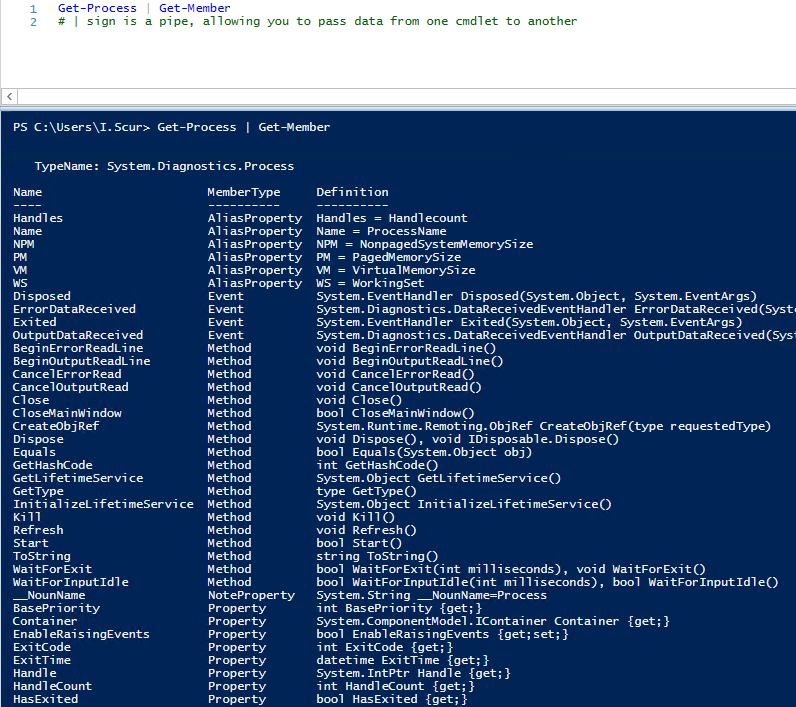 1 Get-Process | Get-Member
2 # | sign is a pipe, allowing you to pass data from one cmdlet to another
PS C:\Users\I.Scur> Get-Process | Get-Member
TypeName: System.Diagnostics.Process
Name MemberType Definition
---- ---------- ----------
Handles AliasProperty Handles = Handlecount
Name AliasProperty Name = ProcessName
NPM AliasProperty NPM = NonpagedSystemMemorySize
PM AliasProperty PM = PagedMemorySize
VM AliasProperty VM = VirtualMemorySize
WS AliasProperty WS = WorkingSet
Disposed Event System.EventHandler Disposed(System.Object, System.EventArgs)
ErrorDataReceived Event System.Diagnostics.DataReceivedEventHandler ErrorDataReceived(Syst
Exited Event System.EventHandler Exited(System.Object, System.EventArgs)
OutputDataReceived Event System.Diagnostics.DataReceivedEventHandler OutputDataReceived(Sys
BeginErrorReadLine Method void BeginErrorReadLine()
BeginOutputReadLine Method void BeginOutputReadLine()
CancelErrorRead Method void CancelErrorRead()
CancelOutputRead Method void CancelOutputRead()
Close Method void Close()
CloseMainWindow Method bool CloseMainWindow()
CreateObjRef Method System.Runtime.Remoting.ObjRef CreateObjRef(type requestedType)
Dispose Method void Dispose(), void IDisposable.Dispose()
Equals Method bool Equals(System.Object obj)
GetHashCode Method int GetHashCode()
GetLifetimeService Method System.Object GetLifetimeService()
GetType Method type GetType()
InitializeLifetimeService Method System.Object InitializeLifetimeService()
Kill Method void Kill()
Refresh Method void Refresh()
Start Method bool Start()
ToString Method string ToString()
WaitForExit Method bool WaitForExit(int milliseconds), void WaitForExit()
WaitForInputIdle Method bool WaitForInputIdle(int milliseconds), bool WaitForInputIdle()
__NounName NoteProperty System.String __NounName=Process
BasePriority Property int BasePriority {get;}
Container Property System.ComponentModel.IContainer Container {get;}
EnableRaisingEvents Property bool EnableRaisingEvents {get;set;}
ExitCode Property int ExitCode {get;}
ExitTime Property datetime ExitTime {get;}
Handle Property System.IntPtr Handle {get;}
HandleCount Property int HandleCount {get;}
HasExited Property bool HasExited {get;}